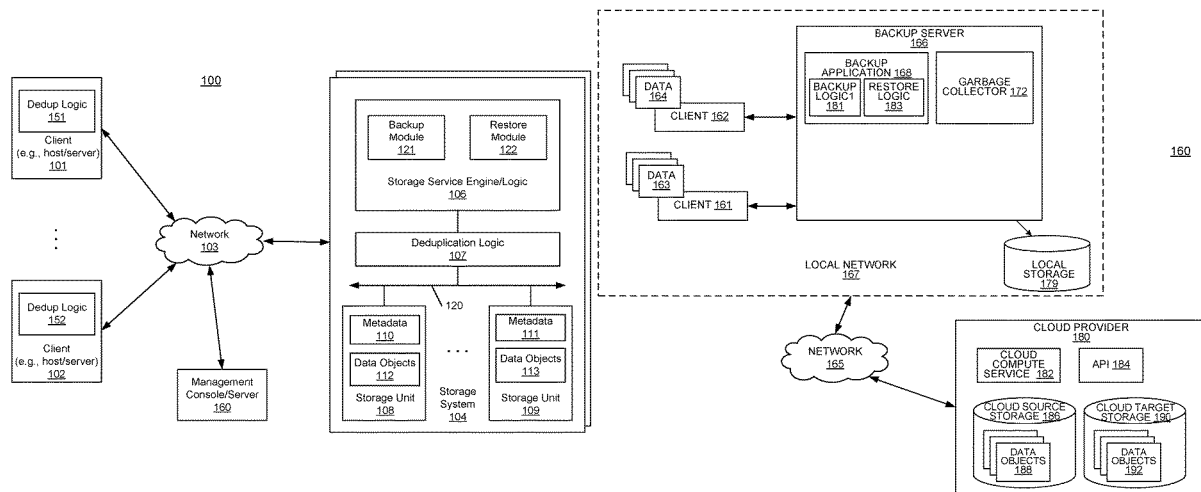 100
Dedup Logic
151
Client
(e.g., host/server)
101
Dedup Logic
152
Client
(e.g., host/server)
102
Network
103
Management
Console/Server
160
Backup
Module
121
Restore
Module
122
Storage Service Engine/Logic
106
Deduplication Logic
107
120
Metadata
110
Data Objects
112
Storage Unit
108
Storage
System
104
Metadata
111
Data Objects
113
Storage Unit
109
160
BACKUP SERVER
166
BACKUP
APPLICATION 168
BACKUP
LOGIC1
181
RESTORE
LOGIC
183
GARBAGE
COLLECTOR 172
DATA
164
CLIENT 162
DATA
163
CLIENT 161
LOCAL NETWORK
167
LOCAL
STORAGE
179
NETWORK
165
CLOUD PROVIDER
180
CLOUD
COMPUTE
SERVICE
182
API 184
CLOUD SOURCE
STORAGE 186
DATA
OBJECTS
188
CLOUD TARGET
STORAGE 190
DATA
OBJECTS
192